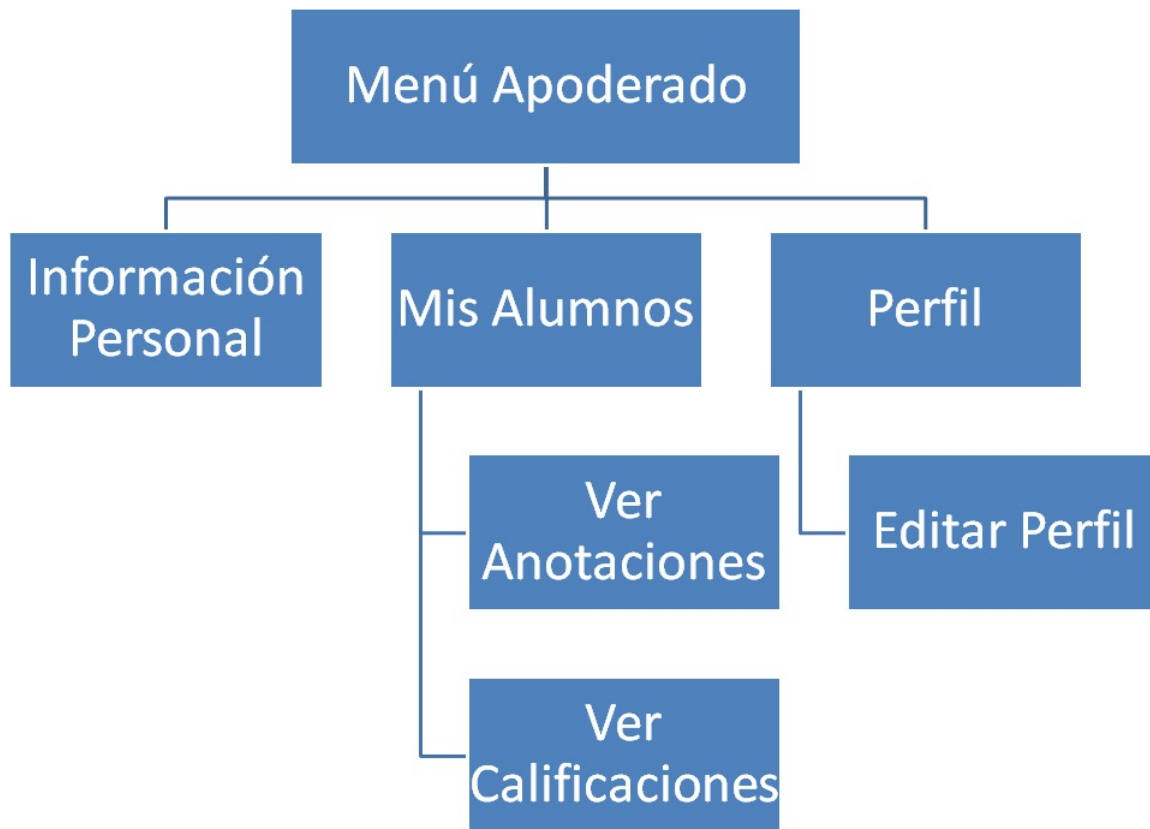 Menú Apoderado
Información
Personal
Mis Alumnos
Perfil
Ver
Anotaciones
Editar Perfil
Ver
Calificaciones